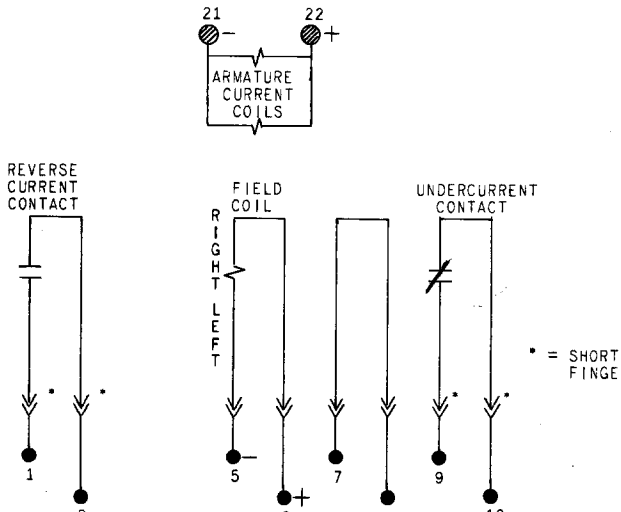 21 22
- +
ARMATURE
CURRENT
COILS
REVERSE
CURRENT
CONTACT
FIELD
COIL
UNDERCURRENT
CONTACT
RIGHT LEFT
* = SHORT
FINGE
* * * *
1 5 - 7 9
+